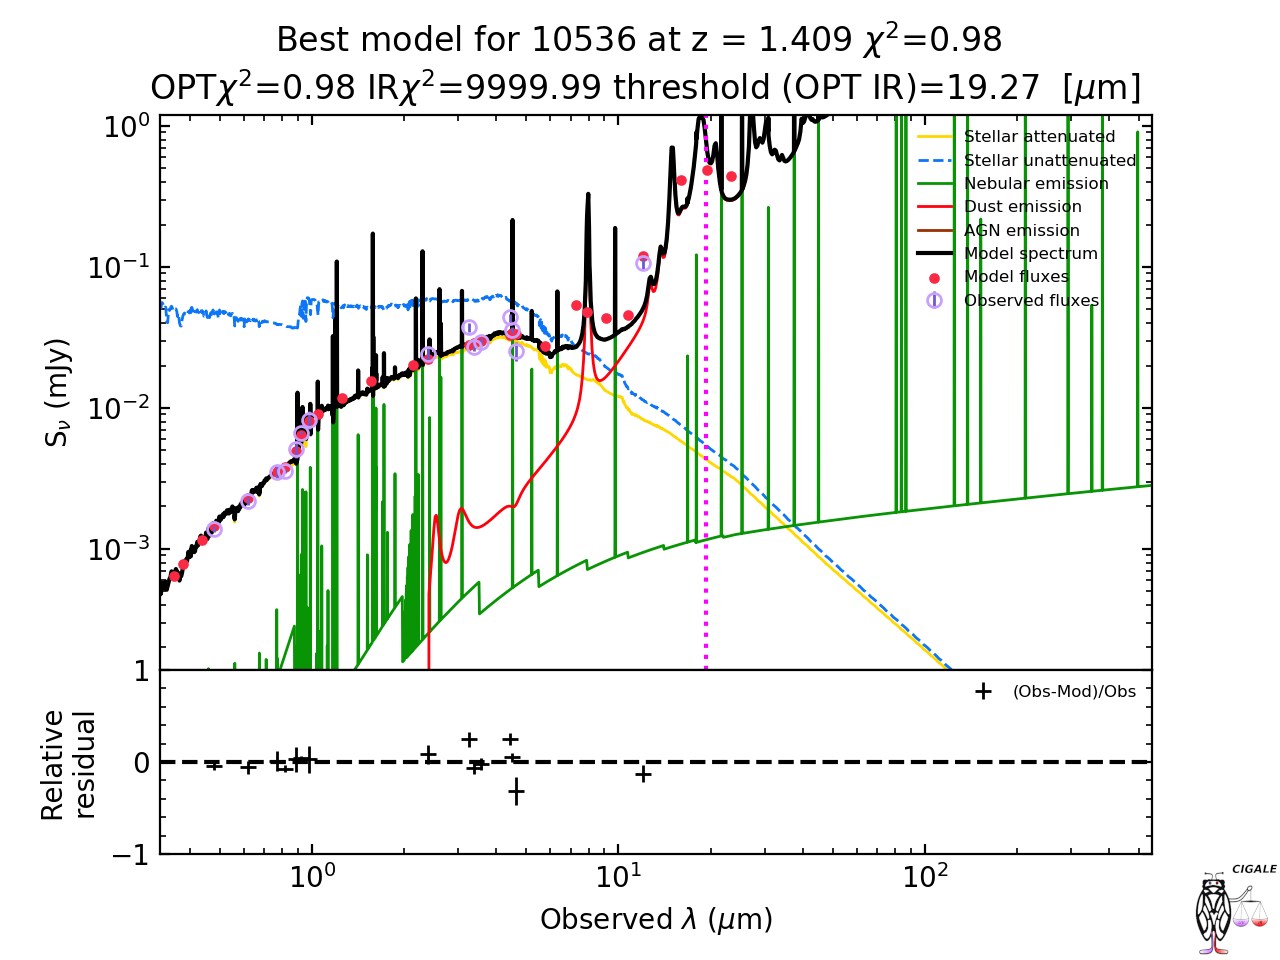 Best model for 10536 at z = 1.409 χ²=0.98
OPTχ²=0.98 IRχ²=9999.99 threshold (OPT IR)=19.27 [μm]
10⁰
10⁻¹
10⁻²
10⁻³
S_ν (mJy)
Stellar attenuated
Stellar unattenuated
Nebular emission
Dust emission
AGN emission
Model spectrum
Model fluxes
Observed fluxes
1
0
−1
Relative
residual
(Obs-Mod)/Obs
10⁰ 10¹ 10²
Observed λ (μm)
CIGALE